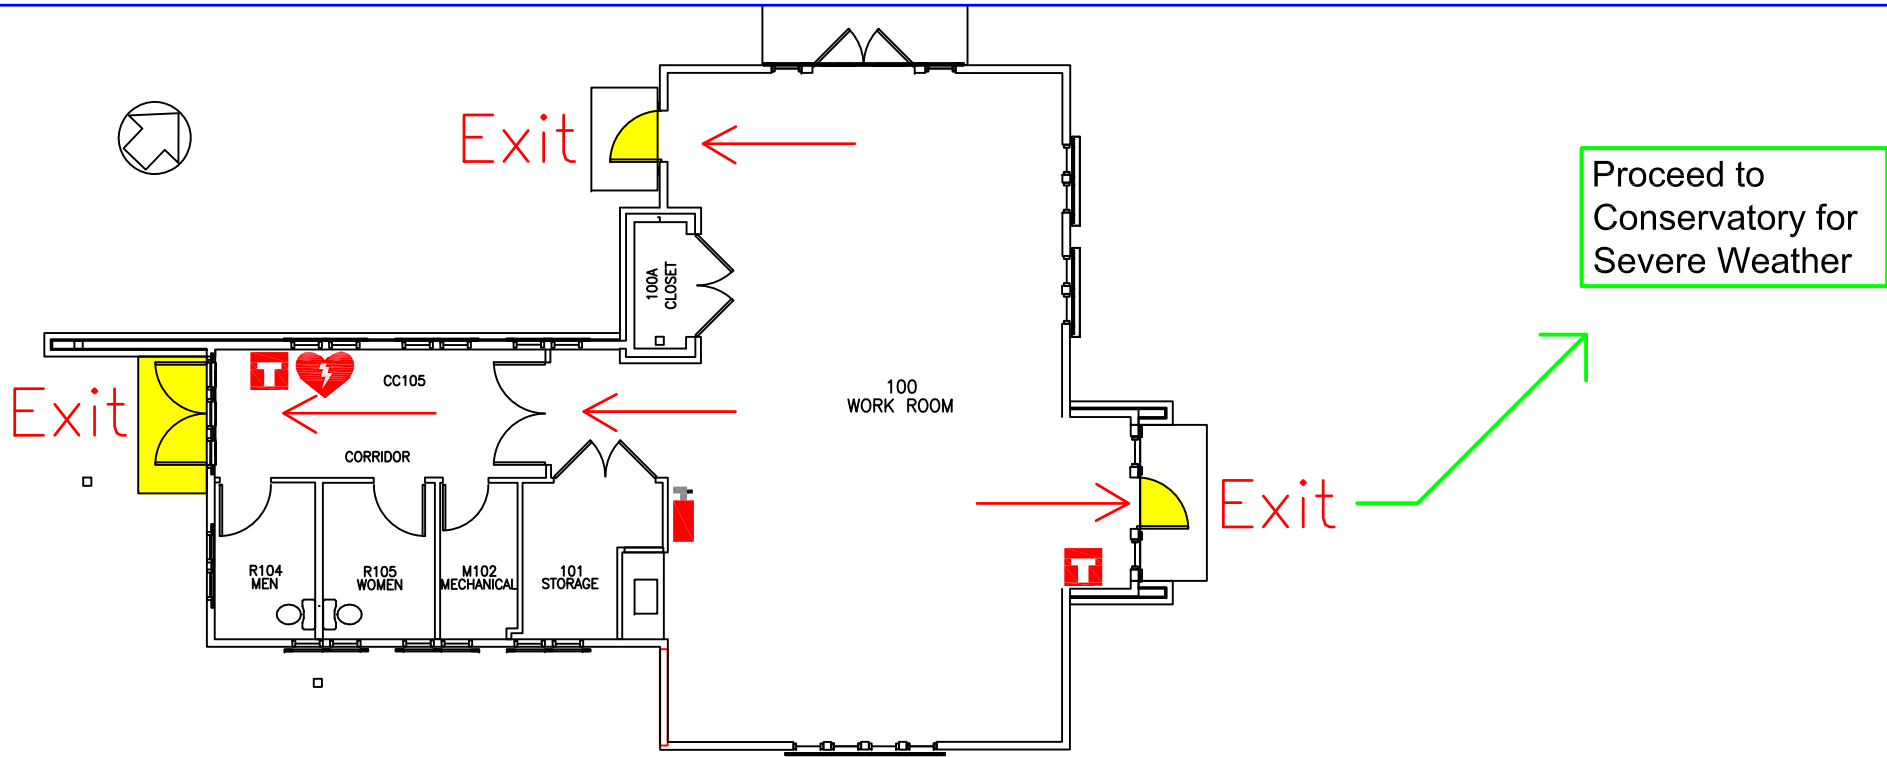 Exit
Proceed to
Conservatory for
Severe Weather
100A
CLOSET
T
CC105
100
WORK ROOM
Exit
CORRIDOR
Exit
R104
MEN
R105
WOMEN
M102
MECHANICAL
101
STORAGE
T